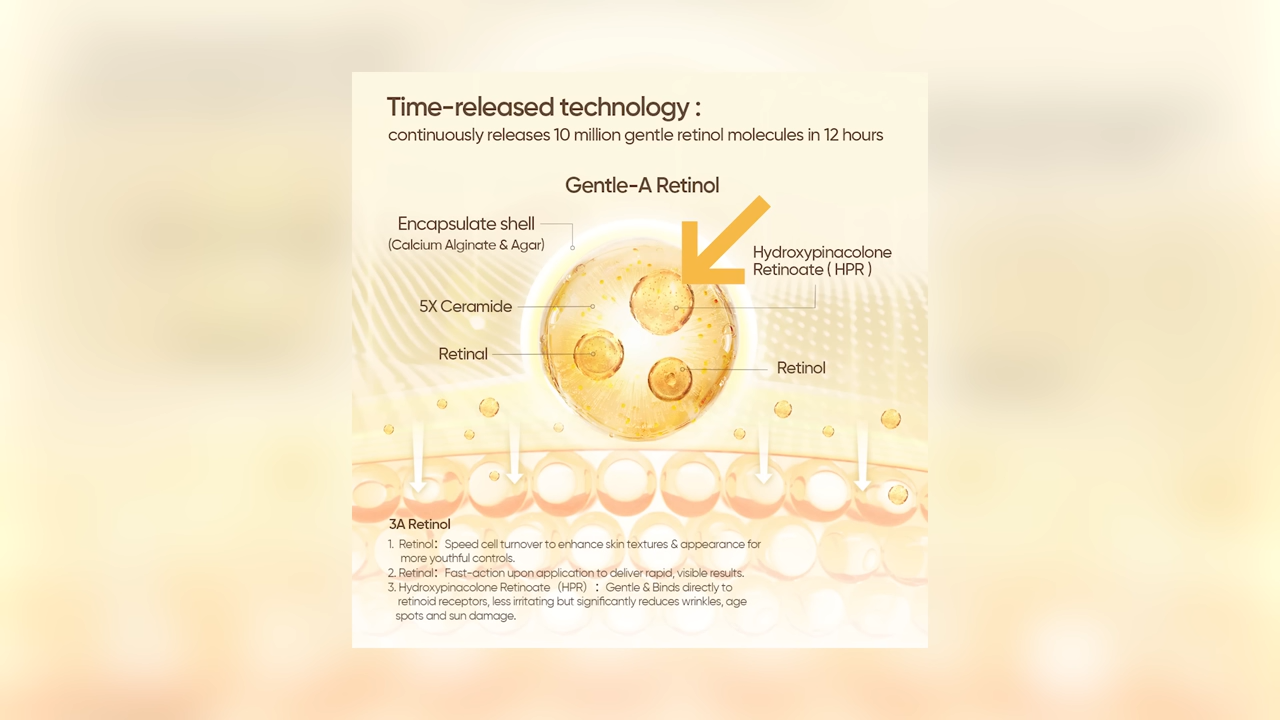 Time-released technology :
continuously releases 10 million gentle retinol molecules in 12 hours
Gentle-A Retinol
Encapsulate shell
(Calcium Alginate & Agar)
Hydroxypinacolone
Retinoate ( HPR )
5X Ceramide
Retinal
Retinol
3A Retinol
1. Retinol： Speed cell turnover to enhance skin textures & appearance for
more youthful controls.
2. Retinal： Fast-action upon application to deliver rapid, visible results.
3. Hydroxypinacolone Retinoate （HPR） ： Gentle & Binds directly to
retinoid receptors, less irritating but significantly reduces wrinkles, age
spots and sun damage.